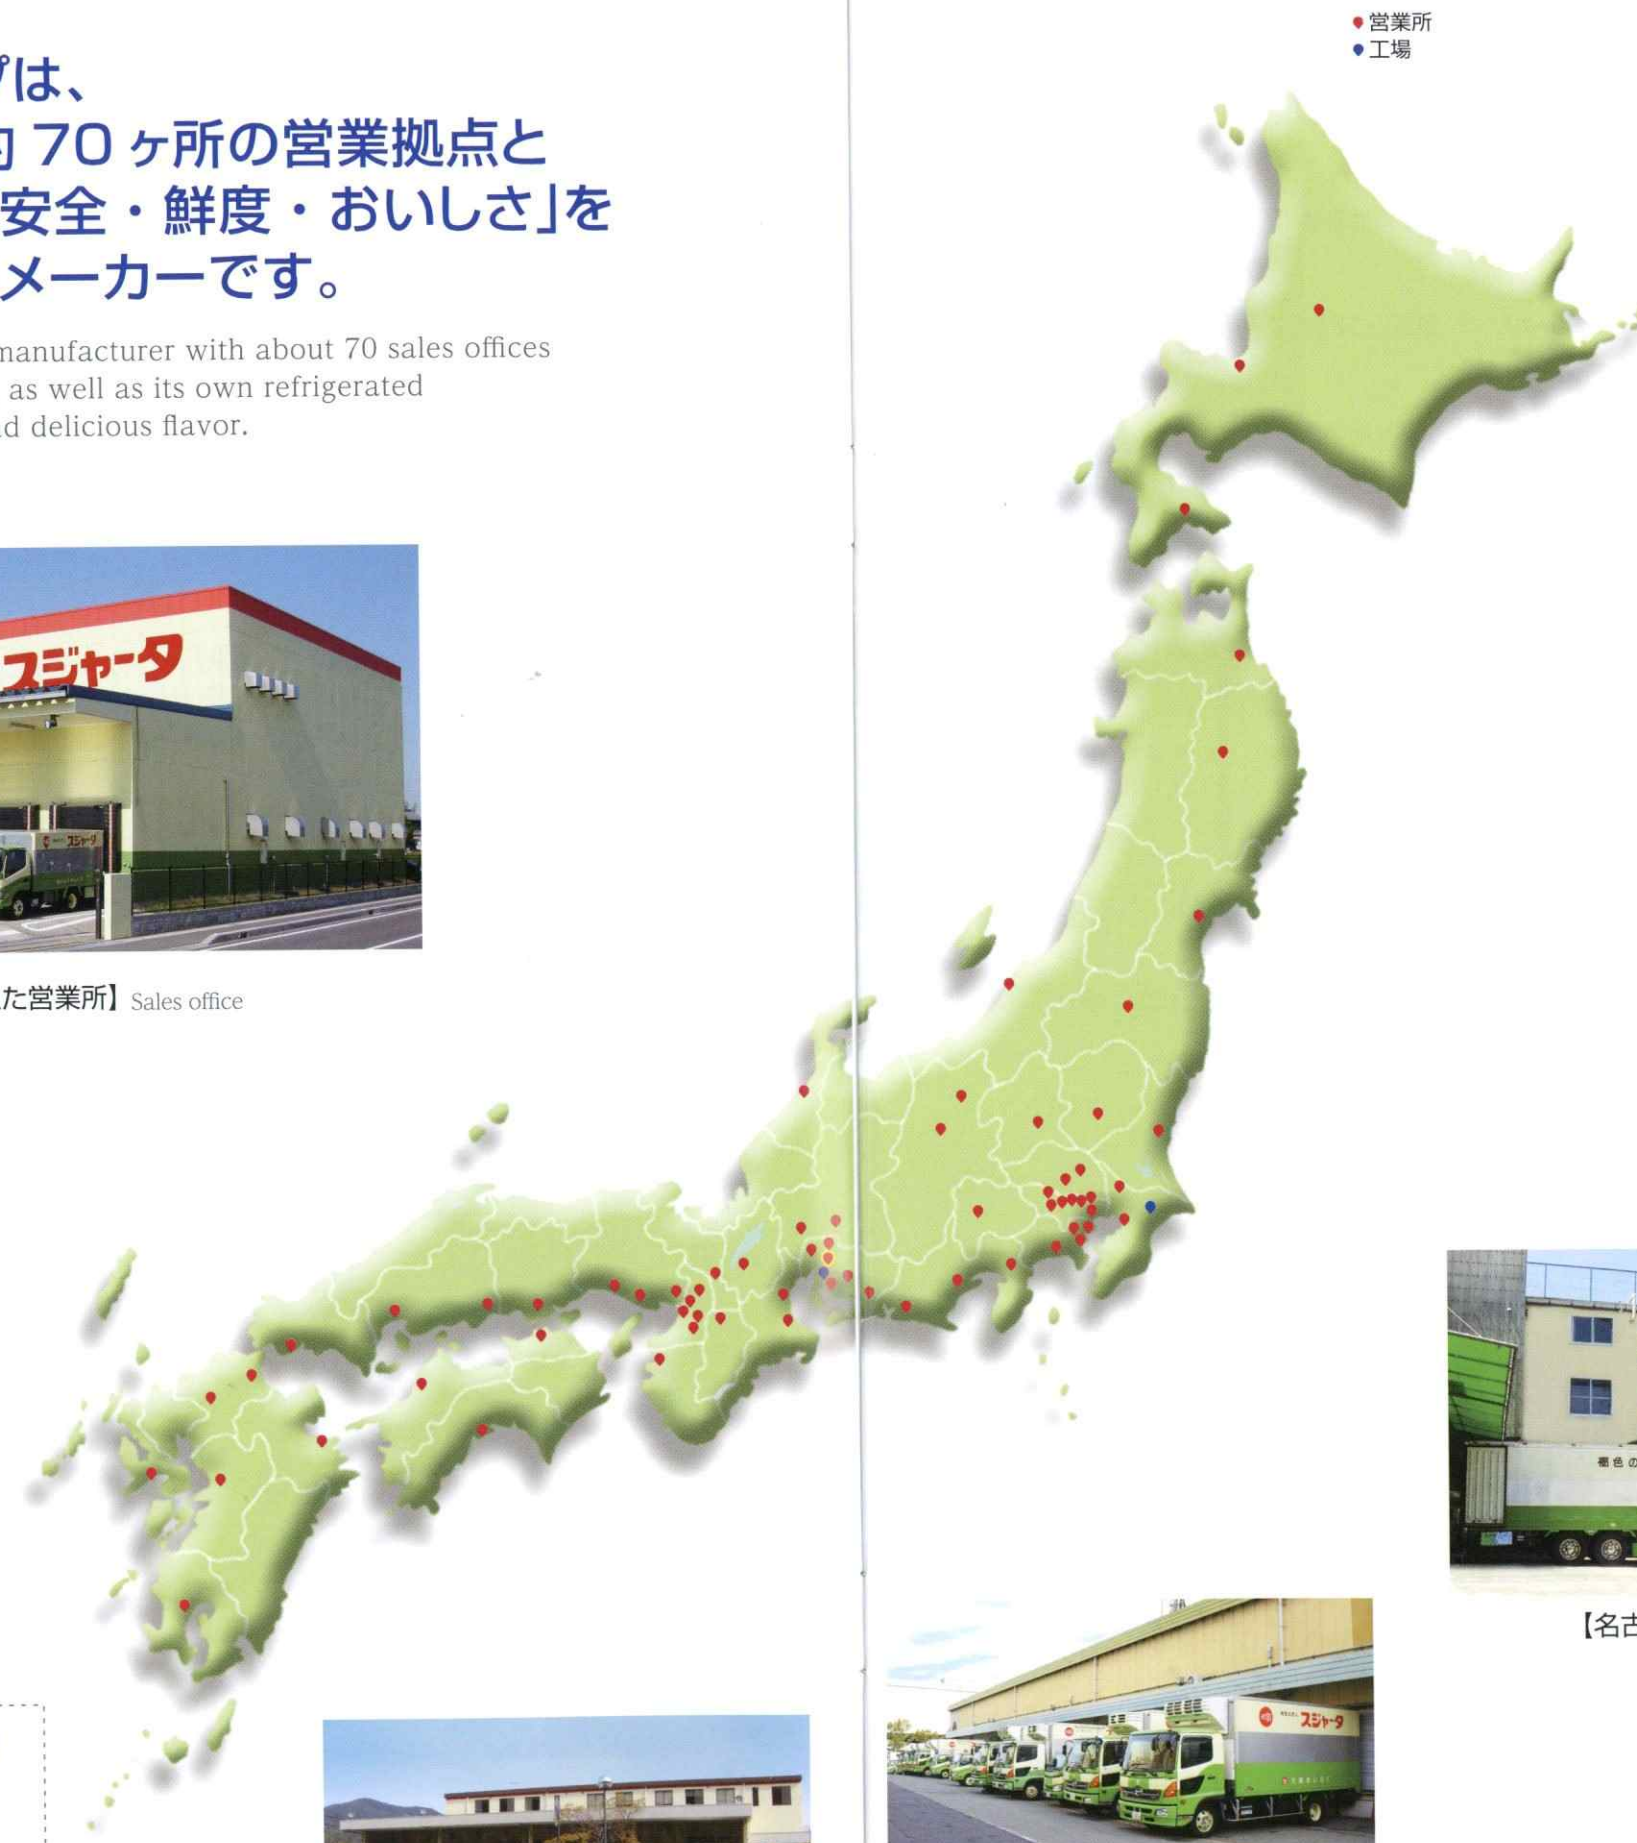 は、
70ヶ所の営業拠点と
安全・鮮度・おいしさ」を
メーカーです。
manufacturer with about 70 sales offices
as well as its own refrigerated
d delicious flavor.
スジャータ
スジャータ
た営業所】 Sales office
営業所
工場
褐色の
【名古
スジャータ